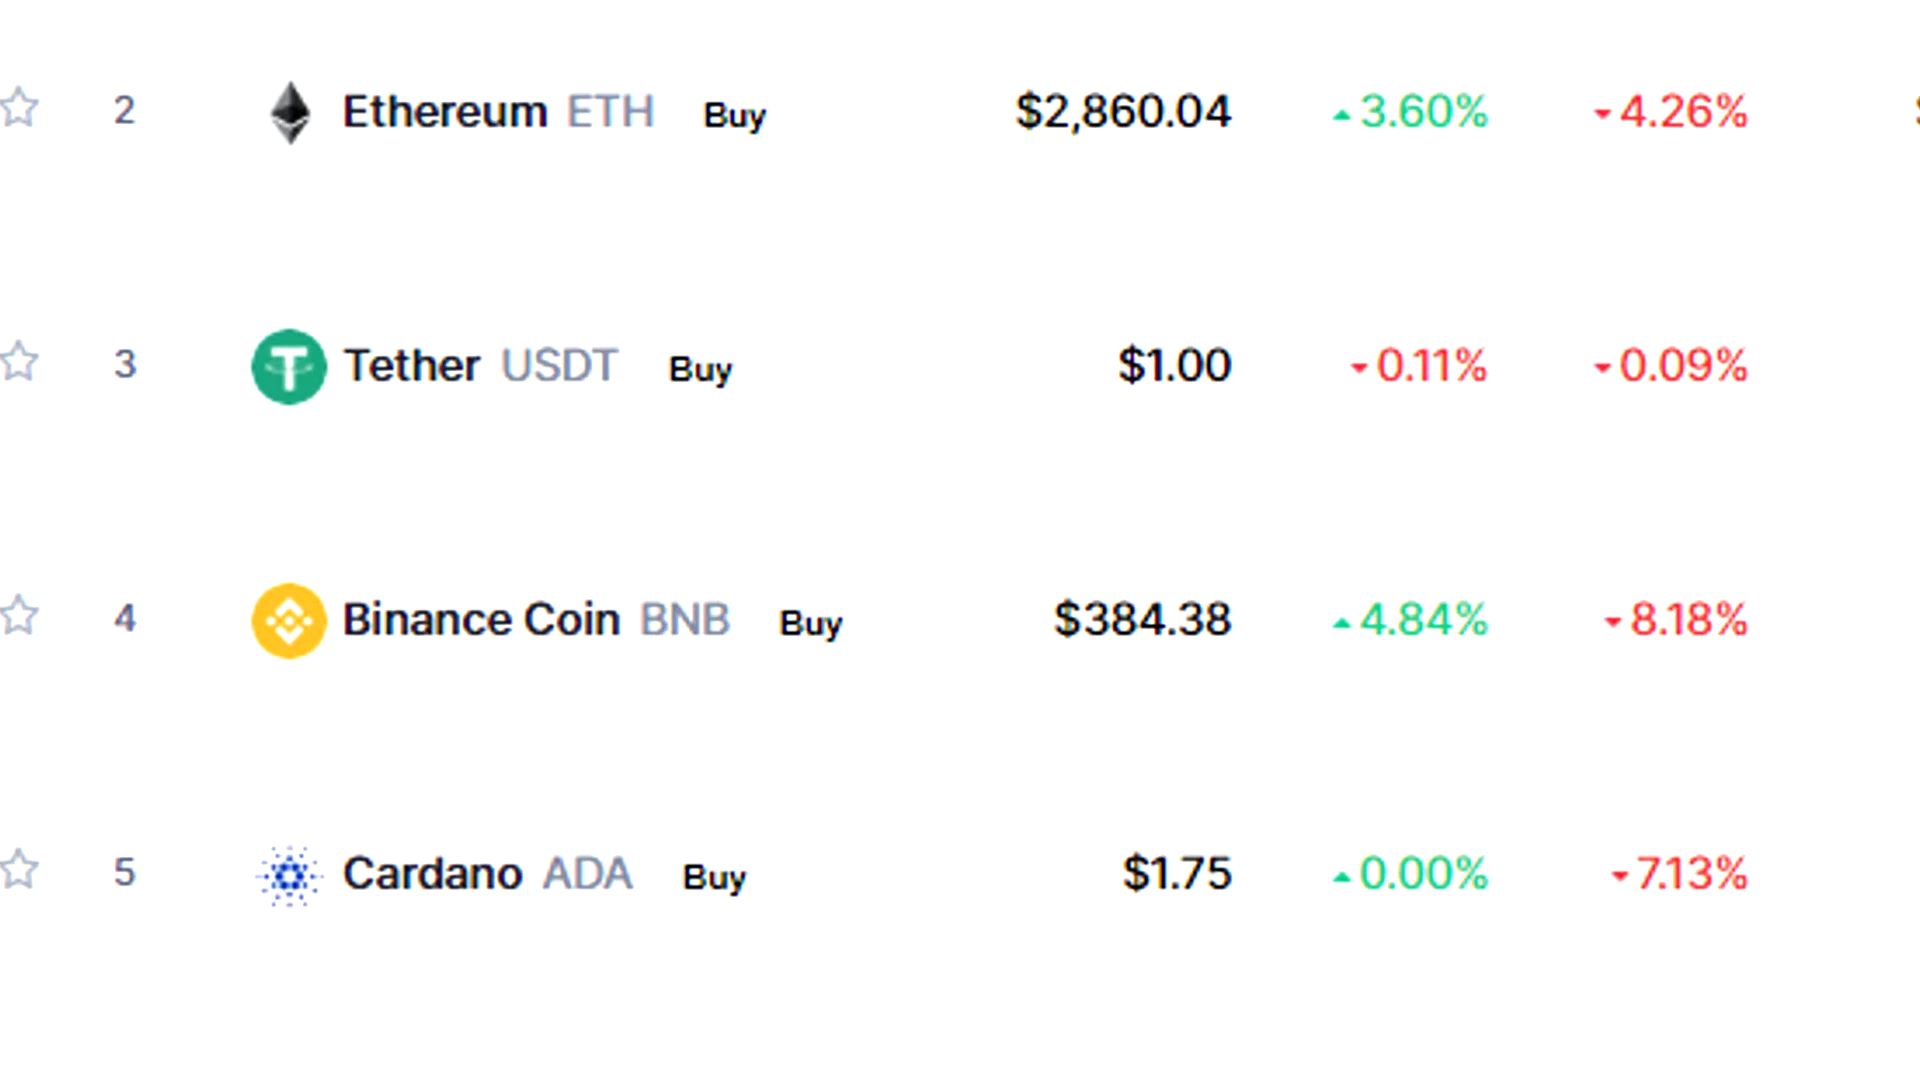 2 Ethereum ETH Buy $2,860.04 3.60% 4.26%
3 Tether USDT Buy $1.00 0.11% 0.09%
4 Binance Coin BNB Buy $384.38 4.84% 8.18%
5 Cardano ADA Buy $1.75 0.00% 7.13%